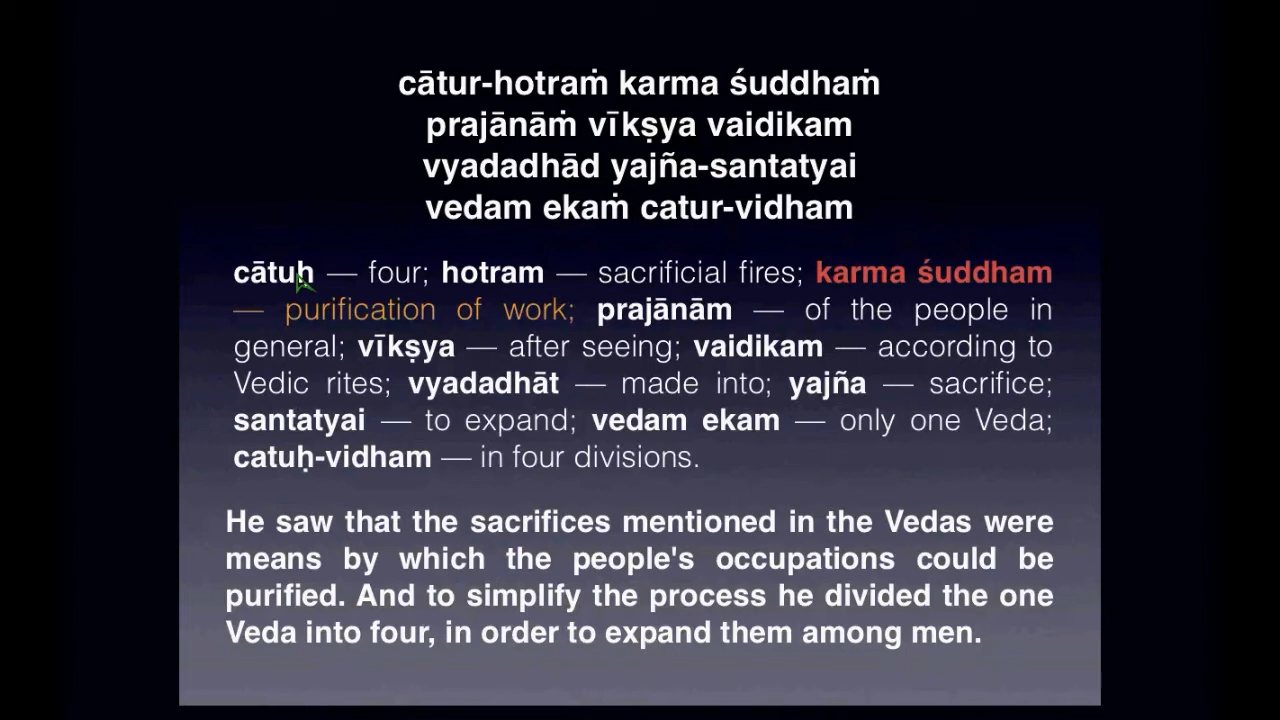 cātur-hotraṁ karma śuddhaṁ
prajānāṁ vīkṣya vaidikam
vyadadhād yajña-santatyai
vedam ekaṁ catur-vidham
cātuḥ — four; hotram — sacrificial fires; karma śuddham
— purification of work; prajānām — of the people in
general; vīkṣya — after seeing; vaidikam — according to
Vedic rites; vyadadhāt — made into; yajña — sacrifice;
santatyai — to expand; vedam ekam — only one Veda;
catuḥ-vidham — in four divisions.
He saw that the sacrifices mentioned in the Vedas were
means by which the people's occupations could be
purified. And to simplify the process he divided the one
Veda into four, in order to expand them among men.